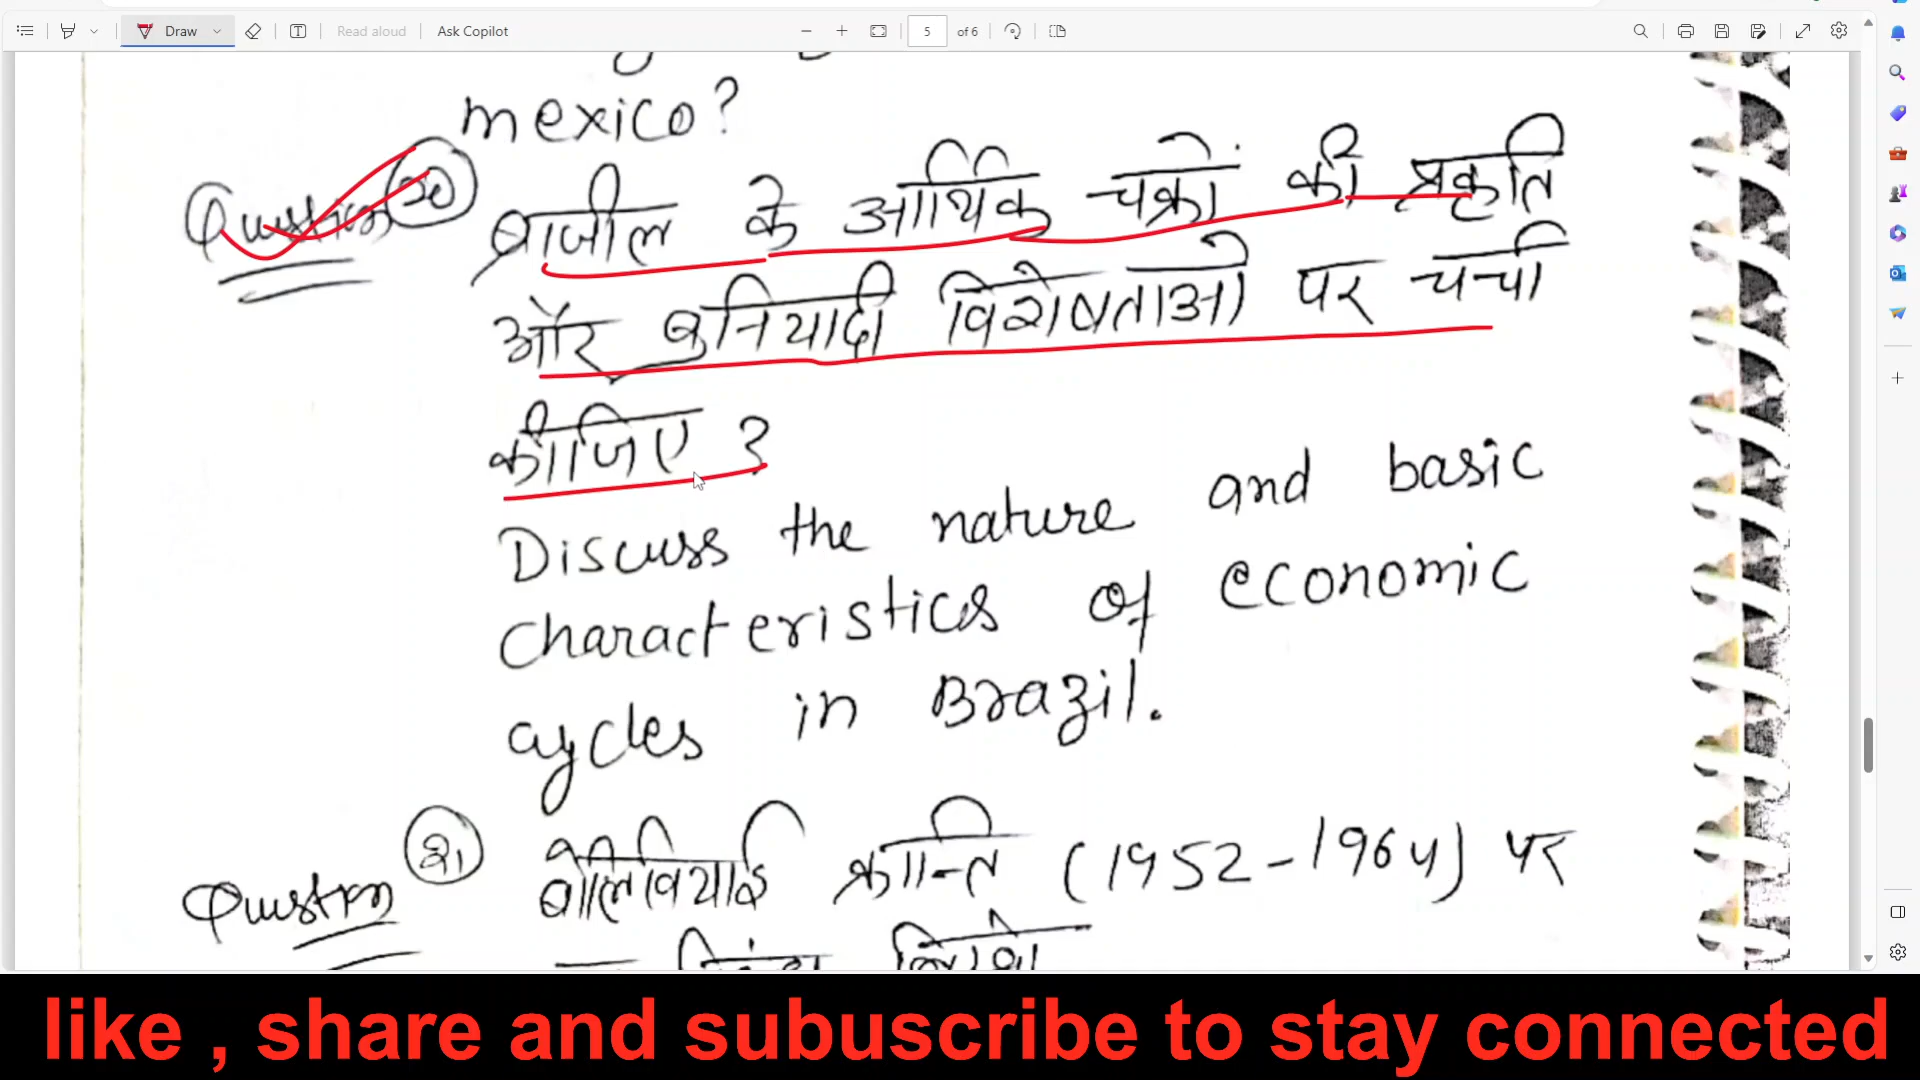 Draw
Read aloud
Ask Copilot
5
of 6
mexico?
Question 20
ब्राजील के आर्थिक चक्रों की प्रकृति
और बुनियादी विशेषताओं पर चर्चा
कीजिए ?
Discuss the nature and basic
characteristics of economic
cycles in Brazil.
Question 21
बोलिवियाई क्रान्ति (1952-1964) पर
like , share and subuscribe to stay connected